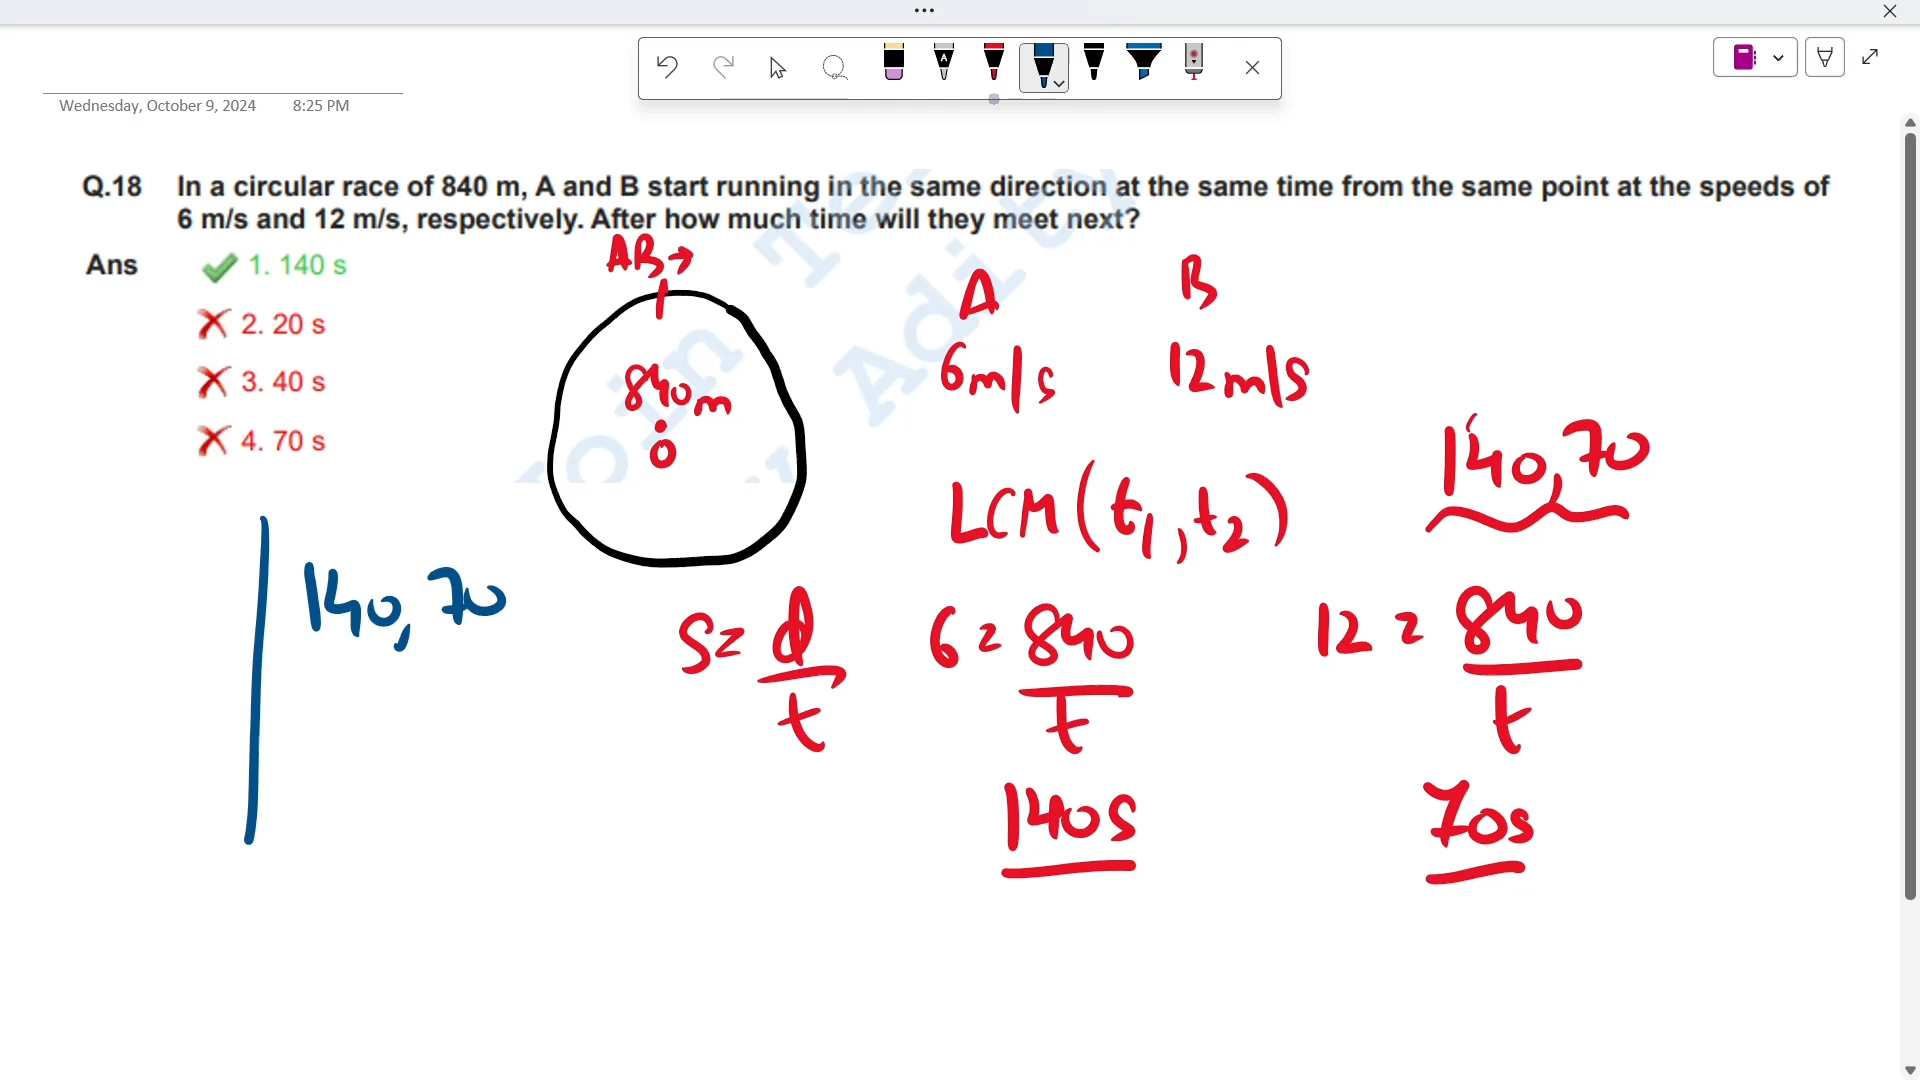 Wednesday, October 9, 2024 8:25 PM
Q.18 In a circular race of 840 m, A and B start running in the same direction at the same time from the same point at the speeds of
6 m/s and 12 m/s, respectively. After how much time will they meet next?
Ans 1. 140 s
2. 20 s
3. 40 s
4. 70 s
AB→
840m
O
A B
6m/s 12m/s
LCM(t1,t2)
140,70
140,70
S= d/t
6= 840/t
12= 840/t
140s
70s
Join Te
y Adity